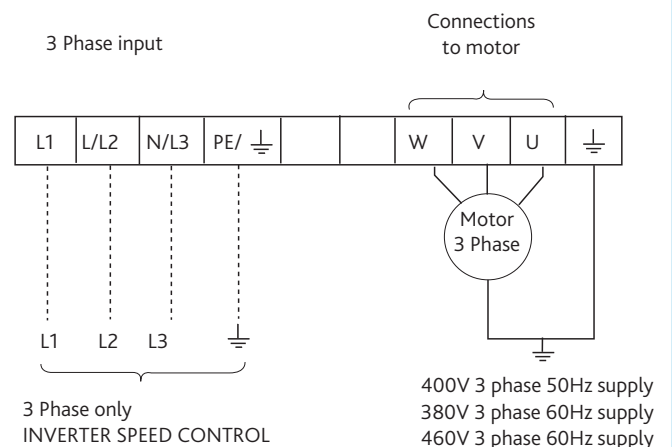 3 Phase input
Connections
to motor
L1 L/L2 N/L3 PE/ W V U
Motor
3 Phase
L1 L2 L3
3 Phase only
INVERTER SPEED CONTROL
400V 3 phase 50Hz supply
380V 3 phase 60Hz supply
460V 3 phase 60Hz supply